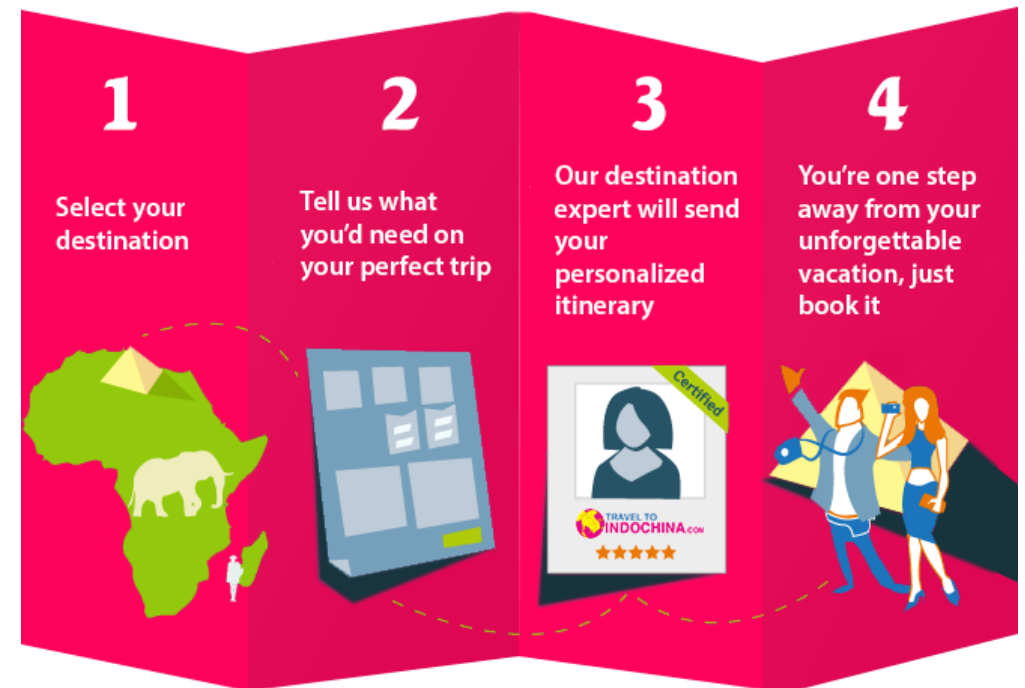 1
Select your
destination
2
Tell us what
you'd need on
your perfect trip
3
Our destination
expert will send
your
personalized
itinerary
Certified
TRAVEL TO
INDOCHINA.COM
4
You're one step
away from your
unforgettable
vacation, just
book it